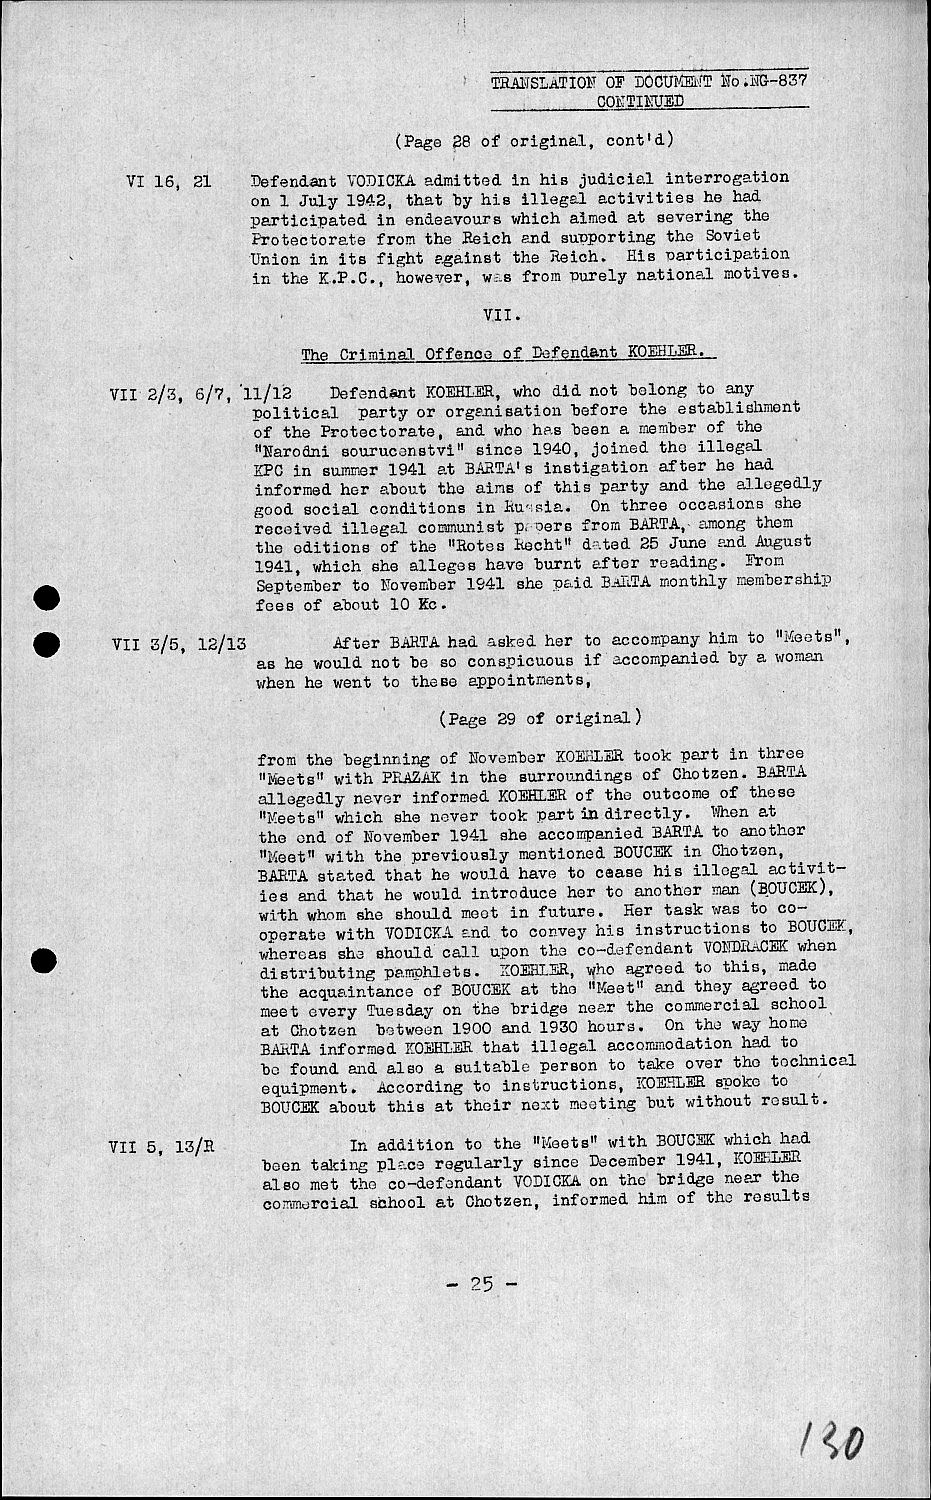 TRANSLATION OF DOCUMENT No.NG-837
CONTINUED
(Page 28 of original, cont'd)
VI 16, 21 Defendant VODICKA admitted in his judicial interrogation
on 1 July 1942, that by his illegal activities he had
participated in endeavours which aimed at severing the
Protectorate from the Reich and supporting the Soviet
Union in its fight against the Reich. His participation
in the K.P.C., however, was from purely national motives.
VII.
The Criminal Offence of Defendant KOEHLER.
VII 2/3, 6/7, 11/12 Defendant KOEHLER, who did not belong to any
political party or organisation before the establishment
of the Protectorate, and who has been a member of the
"Narodni sourucenstvi" since 1940, joined the illegal
KPC in summer 1941 at BARTA's instigation after he had
informed her about the aims of this party and the allegedly
good social conditions in Russia. On three occasions she
received illegal communist papers from BARTA, among them
the editions of the "Rotes Recht" dated 25 June and August
1941, which she alleges have burnt after reading. From
September to November 1941 she paid BARTA monthly membership
fees of about 10 Kc.
VII 3/5, 12/13 After BARTA had asked her to accompany him to "Meets",
as he would not be so conspicuous if accompanied by a woman
when he went to these appointments,
(Page 29 of original)
from the beginning of November KOEHLER took part in three
"Meets" with PRAZAK in the surroundings of Chotzen. BARTA
allegedly never informed KOEHLER of the outcome of these
"Meets" which she never took part in directly. When at
the end of November 1941 she accompanied BARTA to another
"Meet" with the previously mentioned BOUCEK in Chotzen,
BARTA stated that he would have to cease his illegal activit-
ies and that he would introduce her to another man (BOUCEK),
with whom she should meet in future. Her task was to co-
operate with VODICKA and to convey his instructions to BOUCEK,
whereas she should call upon the co-defendant VONDRACEK when
distributing pamphlets. KOEHLER, who agreed to this, made
the acquaintance of BOUCEK at the "Meet" and they agreed to
meet every Tuesday on the bridge near the commercial school
at Chotzen between 1900 and 1930 hours. On the way home
BARTA informed KOEHLER that illegal accommodation had to
be found and also a suitable person to take over the technical
equipment. According to instructions, KOEHLER spoke to
BOUCEK about this at their next meeting but without result.
VII 5, 13/R In addition to the "Meets" with BOUCEK which had
been taking place regularly since December 1941, KOEHLER
also met the co-defendant VODICKA on the bridge near the
commercial school at Chotzen, informed him of the results
- 25 -
130